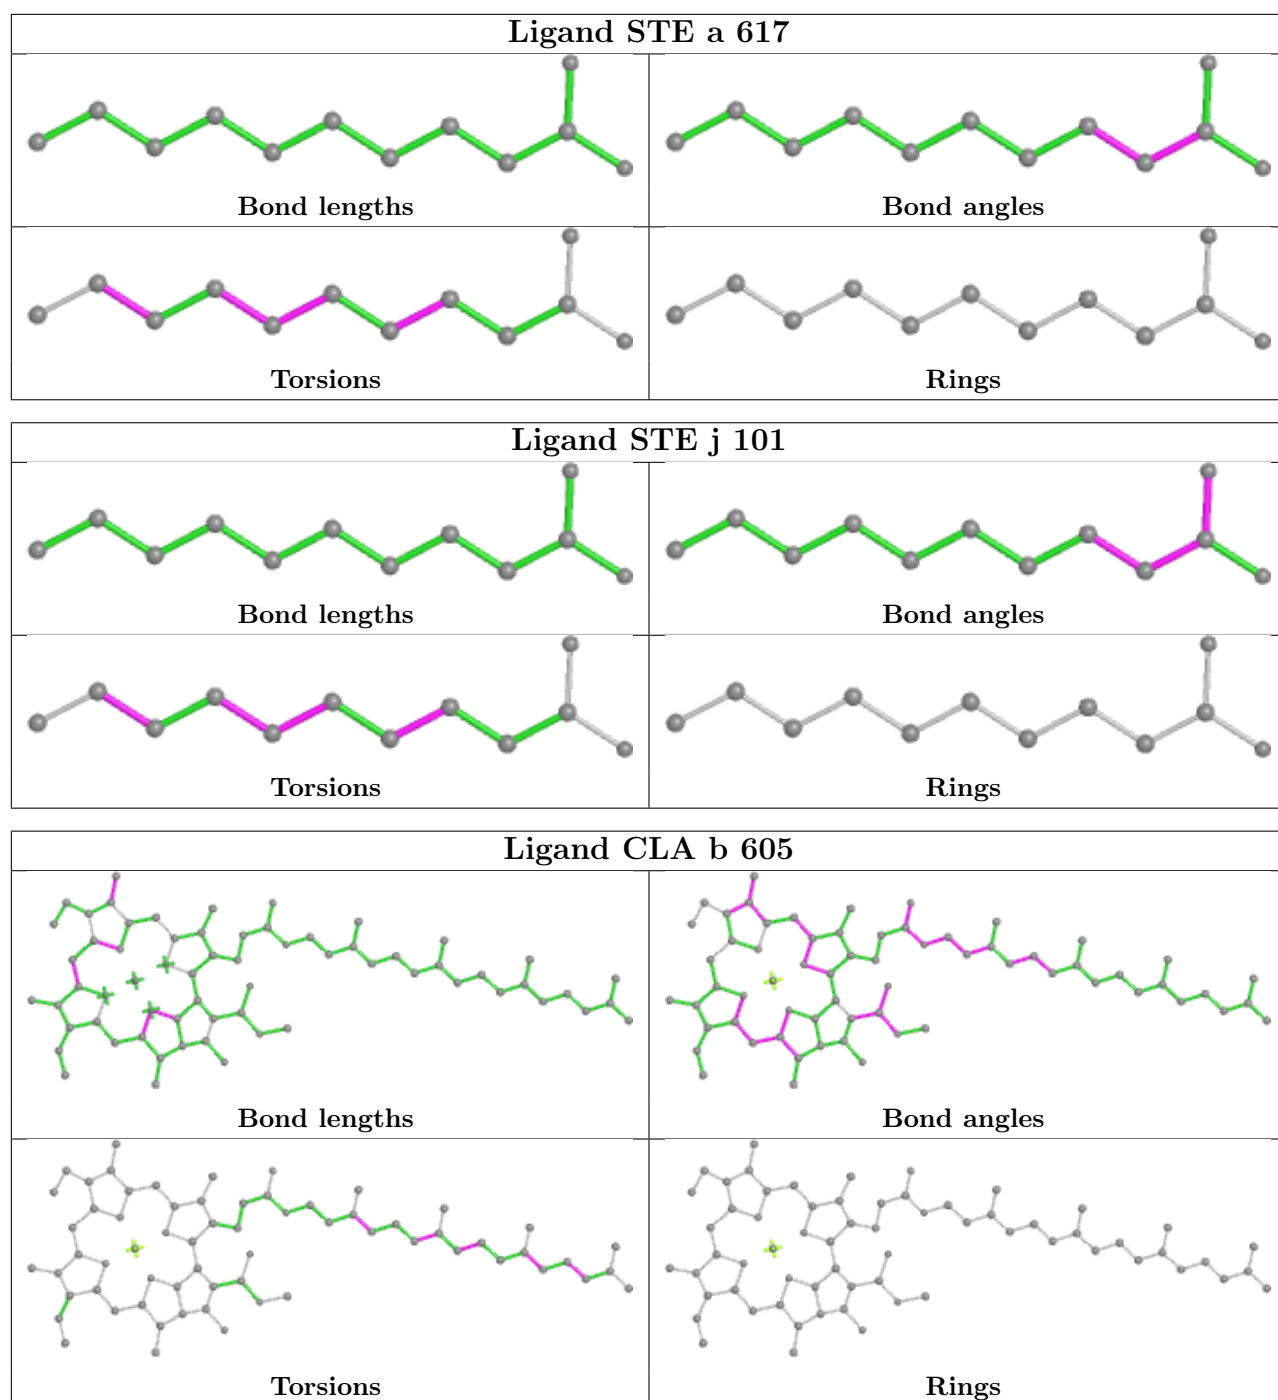 Ligand STE a 617
Bond lengths
Bond angles
Torsions
Rings
Ligand STE j 101
Bond lengths
Bond angles
Torsions
Rings
Ligand CLA b 605
Bond lengths
Bond angles
Torsions
Rings